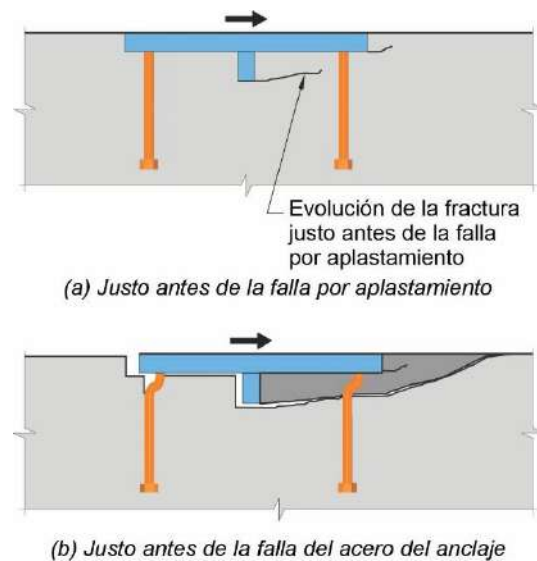 Evolución de la fractura
justo antes de la falla
por aplastamiento
(a) Justo antes de la falla por aplastamiento
(b) Justo antes de la falla del acero del anclaje